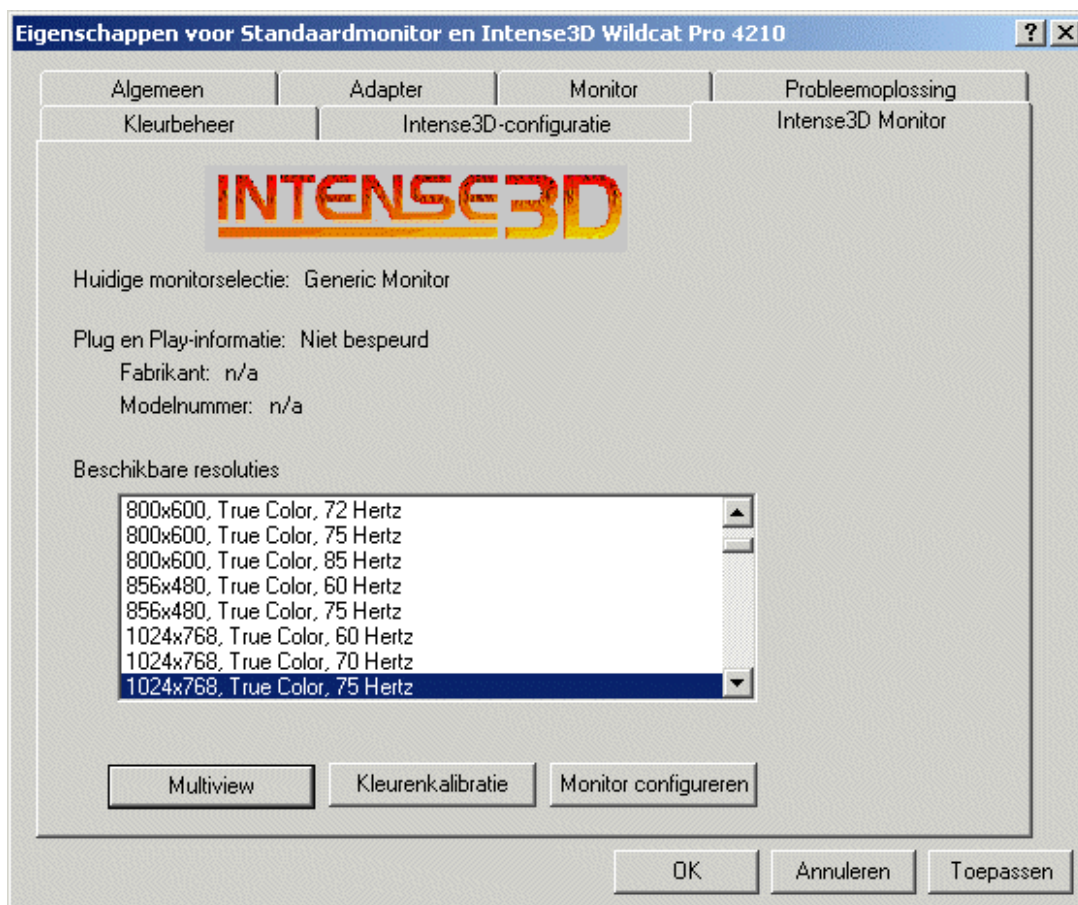 Eigenschappen voor Standaardmonitor en Intense3D Wildcat Pro 4210
Algemeen Adapter Monitor Probleemoplossing
Kleurbeheer Intense3D-configuratie Intense3D Monitor
INTENSE3D
Huidige monitorselectie: Generic Monitor
Plug en Play-informatie: Niet bespeurd
Fabrikant: n/a
Modelnummer: n/a
Beschikbare resoluties
800x600, True Color, 72 Hertz
800x600, True Color, 75 Hertz
800x600, True Color, 85 Hertz
856x480, True Color, 60 Hertz
856x480, True Color, 75 Hertz
1024x768, True Color, 60 Hertz
1024x768, True Color, 70 Hertz
1024x768, True Color, 75 Hertz
Multiview Kleurenkalibratie Monitor configureren
OK Annuleren Toepassen